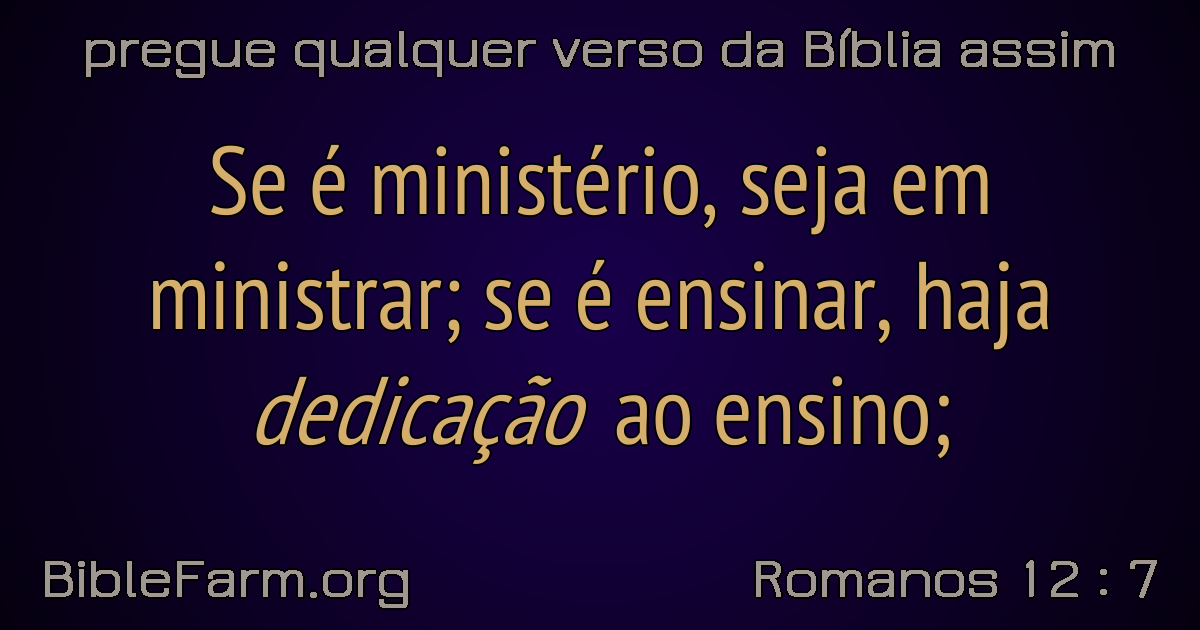 pregue qualquer verso da Bíblia assim
Se é ministério, seja em
ministrar; se é ensinar, haja
dedicação ao ensino;
BibleFarm.org
Romanos 12 : 7